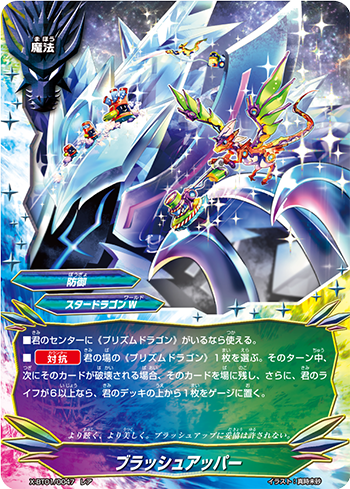 魔法
防御
スタードラゴンW
■君のセンターに《プリズムドラゴン》がいるなら使える。
■対抗 君の場の《プリズムドラゴン》1枚を選ぶ。そのターン中、
次にそのカードが破壊される場合、そのカードを場に残し、さらに、君のラ
イフが6以上なら、君のデッキの上から1枚をゲージに置く。
より眩く、より美しく。ブラッシュアップに妥協は許されない。
ブラッシュアッパー
X-BT01/0047 レア
イラスト:真時未砂